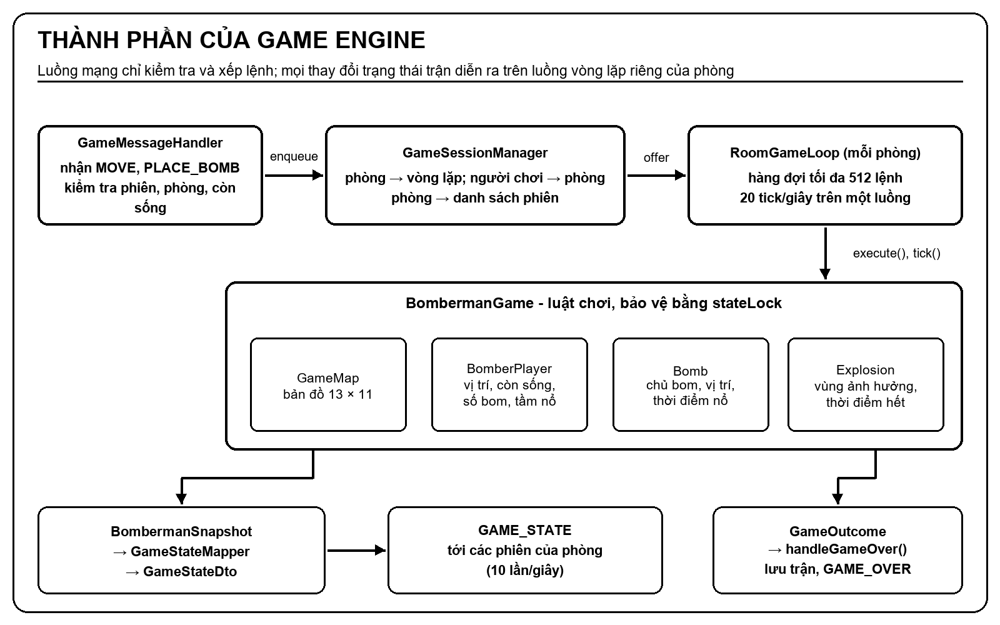 THÀNH PHẦN CỦA GAME ENGINE
Luồng mạng chỉ kiểm tra và xếp lệnh; mọi thay đổi trạng thái trận diễn ra trên luồng vòng lặp riêng của phòng
GameMessageHandler
nhận MOVE, PLACE_BOMB
kiểm tra phiên, phòng, còn
sống
enqueue
GameSessionManager
phòng → vòng lặp; người chơi → phòng
phòng → danh sách phiên
offer
RoomGameLoop (mỗi phòng)
hàng đợi tối đa 512 lệnh
20 tick/giây trên một luồng
execute(), tick()
BombermanGame - luật chơi, bảo vệ bằng stateLock
GameMap
bản đồ 13 × 11
BomberPlayer
vị trí, còn sống,
số bom, tầm nổ
Bomb
chủ bom, vị trí,
thời điểm nổ
Explosion
vùng ảnh hưởng,
thời điểm hết
BombermanSnapshot
→ GameStateMapper
→ GameStateDto
GAME_STATE
tới các phiên của phòng
(10 lần/giây)
GameOutcome
→ handleGameOver()
lưu trận, GAME_OVER